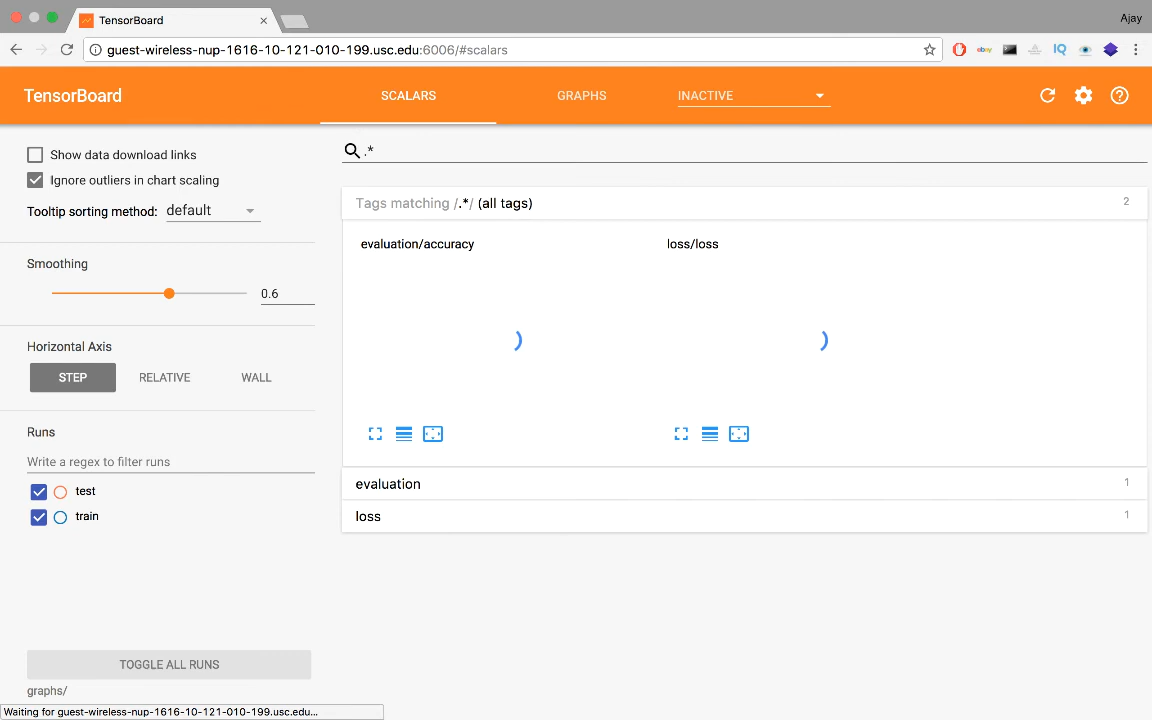 TensorBoard
Ajay
guest-wireless-nup-1616-10-121-010-199.usc.edu:6006/#scalars
ebay
IQ
TensorBoard
SCALARS
GRAPHS
INACTIVE
Show data download links
Ignore outliers in chart scaling
Tooltip sorting method: default
Smoothing
0.6
Horizontal Axis
STEP
RELATIVE
WALL
Runs
Write a regex to filter runs
test
train
TOGGLE ALL RUNS
graphs/
.*
Tags matching /.*/ (all tags)
2
evaluation/accuracy
loss/loss
evaluation
1
loss
1
Waiting for guest-wireless-nup-1616-10-121-010-199.usc.edu...